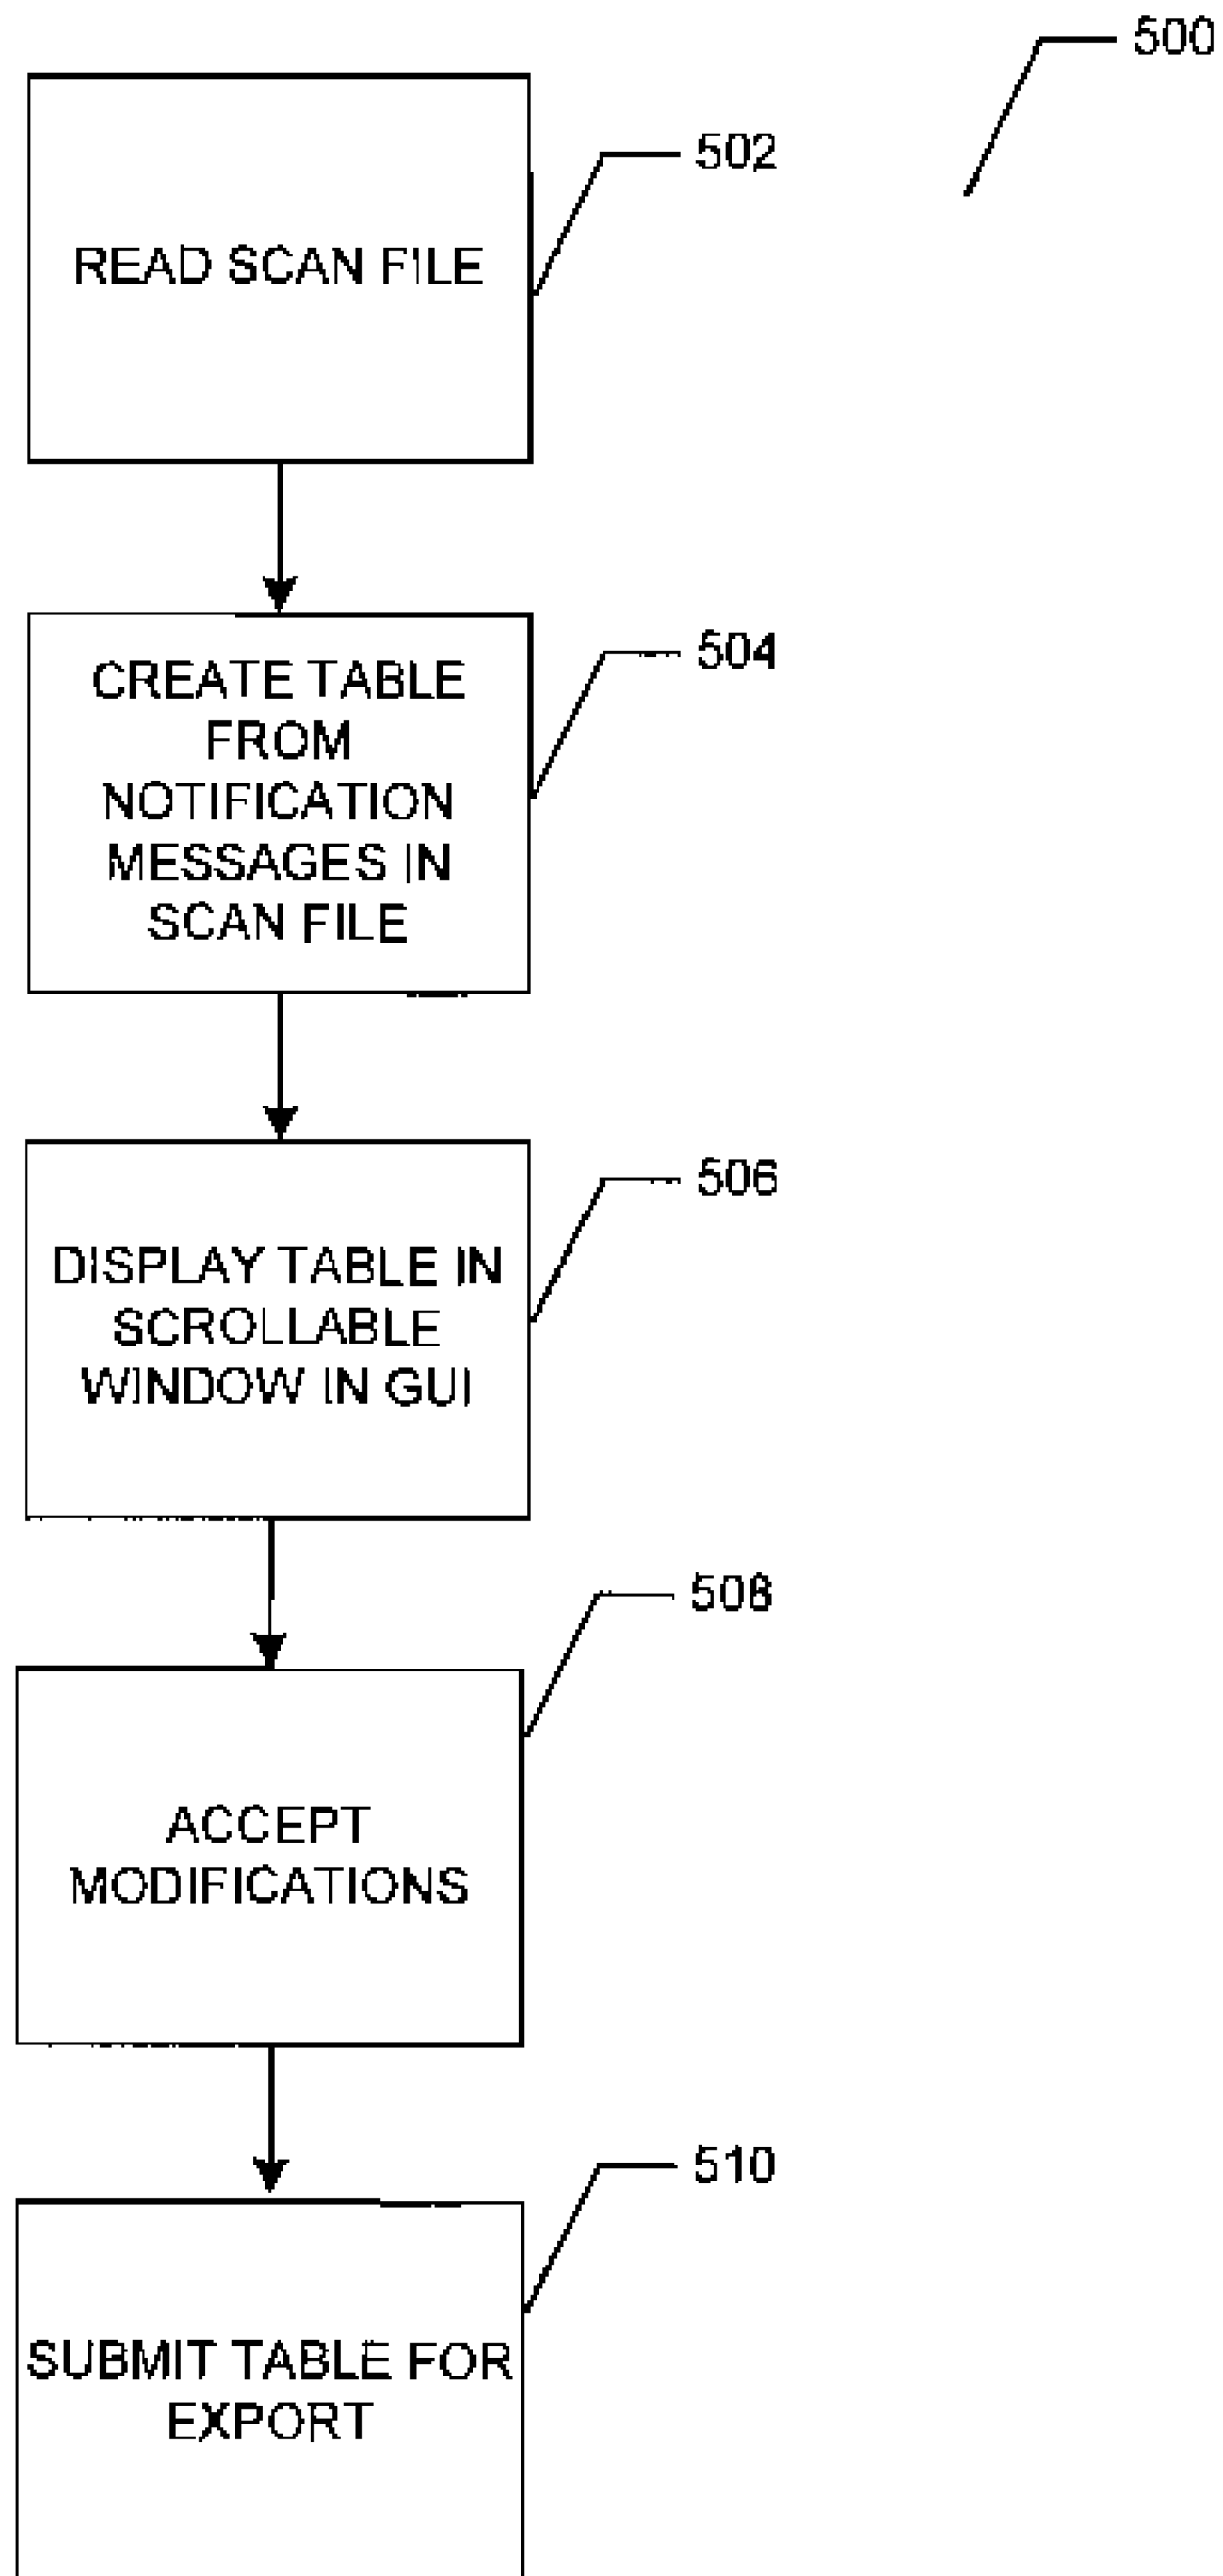 500
502
READ SCAN FILE
504
CREATE TABLE
FROM
NOTIFICATION
MESSAGES IN
SCAN FILE
506
DISPLAY TABLE IN
SCROLLABLE
WINDOW IN GUI
508
ACCEPT
MODIFICATIONS
510
SUBMIT TABLE FOR
EXPORT